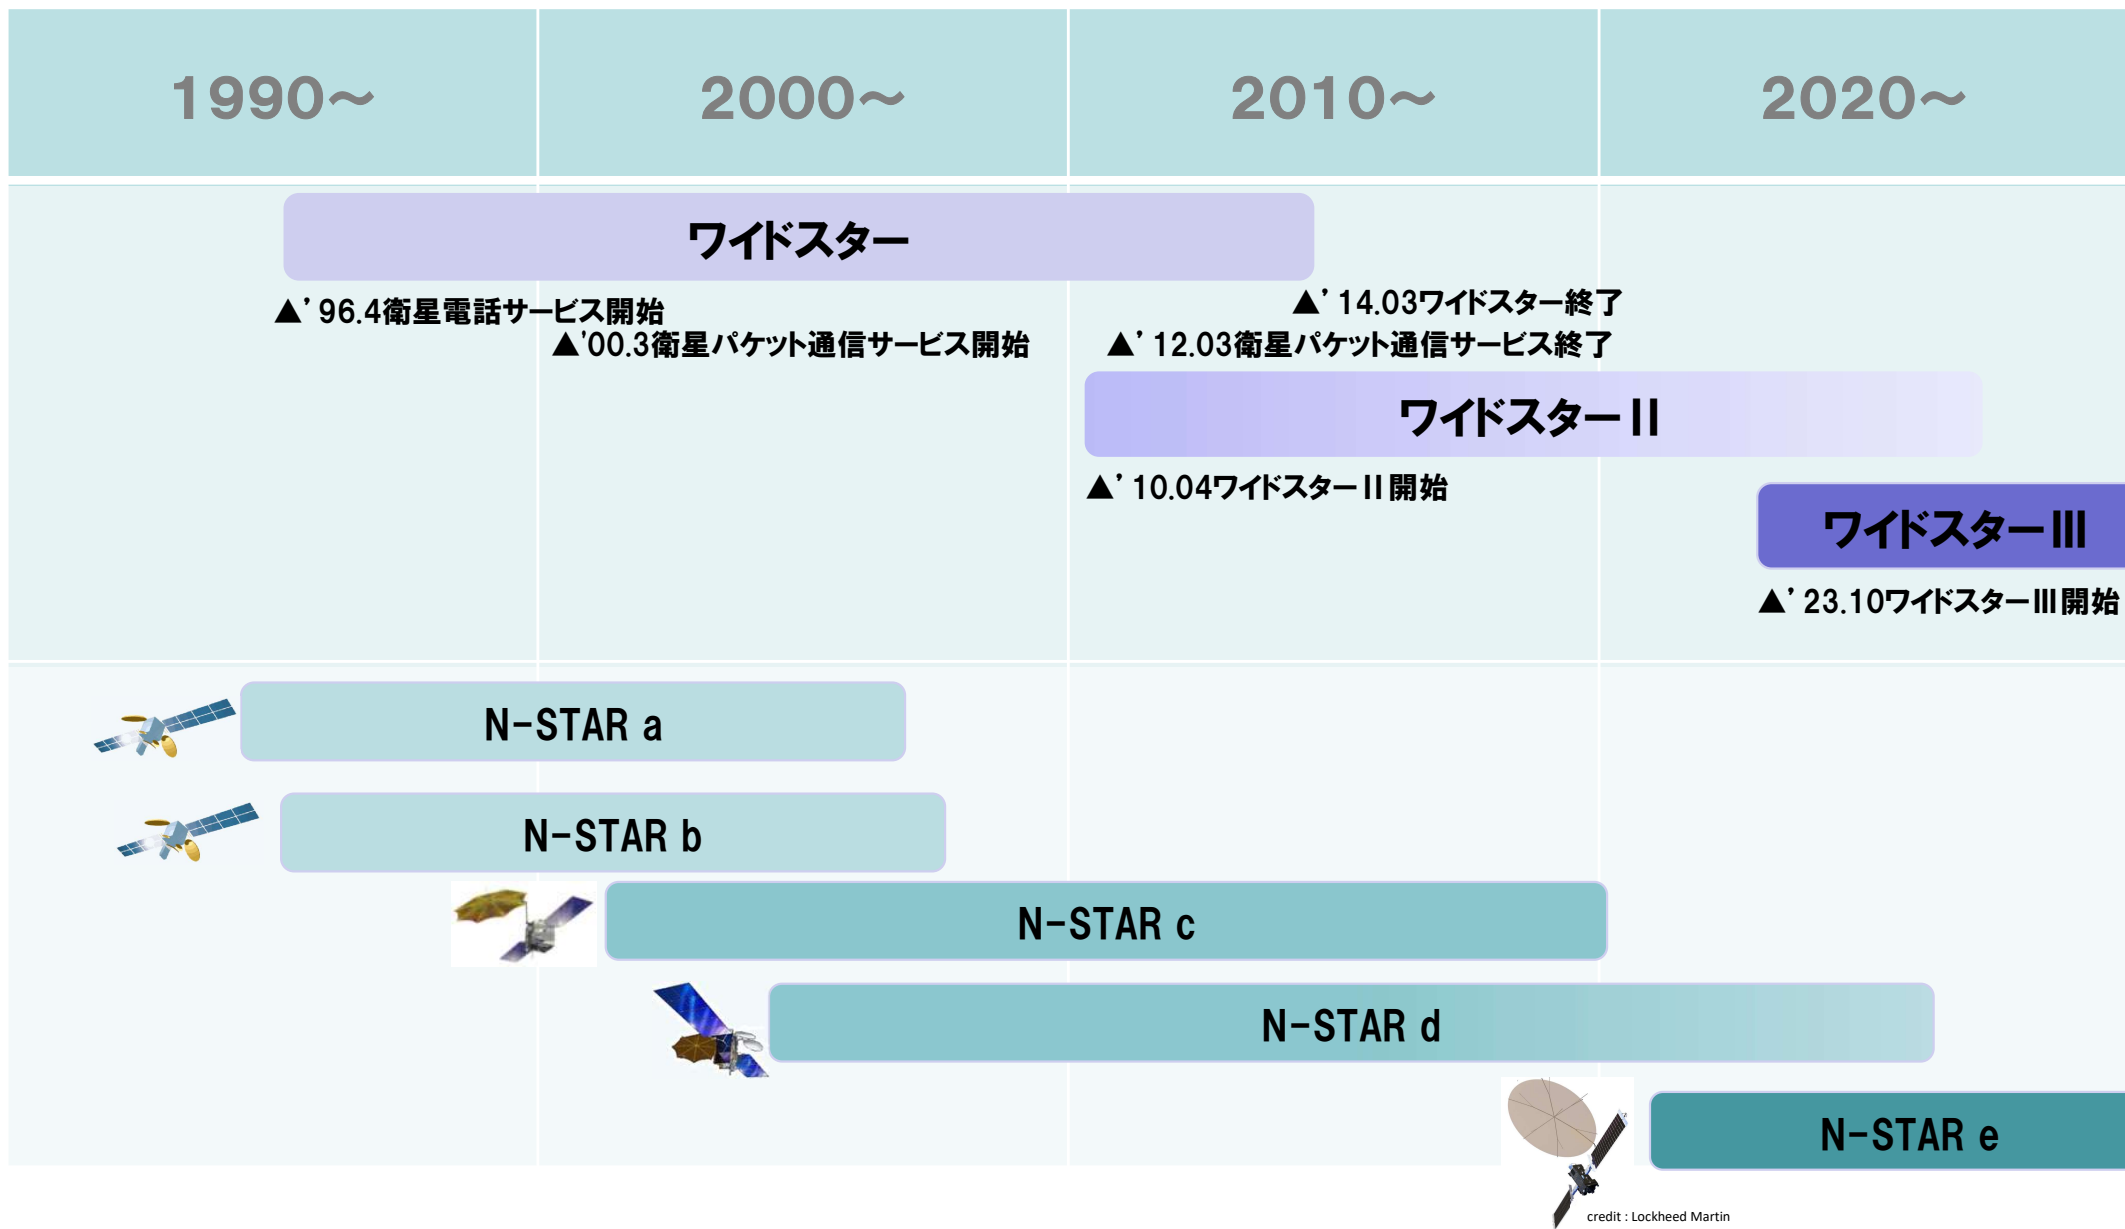 1990～
2000～
2010～
2020～
ワイドスター
▲’96.4衛星電話サービス開始
▲’14.03ワイドスター終了
▲'00.3衛星パケット通信サービス開始
▲’12.03衛星パケット通信サービス終了
ワイドスターⅡ
▲’10.04ワイドスターⅡ開始
ワイドスターⅢ
▲’23.10ワイドスターⅢ開始
N-STAR a
N-STAR b
N-STAR c
N-STAR d
N-STAR e
credit : Lockheed Martin